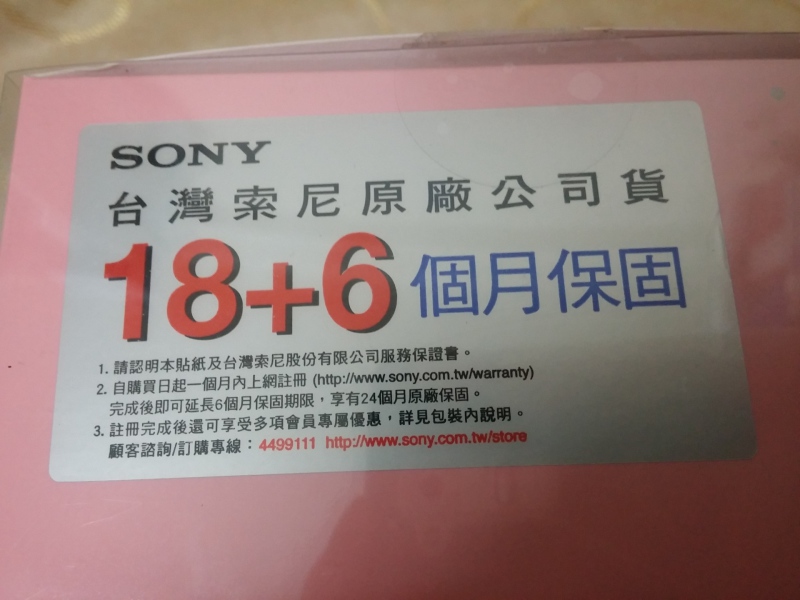 SONY
台灣索尼原廠公司貨
18+6個月保固
1. 請認明本貼紙及台灣索尼股份有限公司服務保證書。
2. 自購買日起一個月內上網註冊 (http://www.sony.com.tw/warranty)
完成後即可延長6個月保固期限，享有24個月原廠保固。
3. 註冊完成後還可享受多項會員專屬優惠，詳見包裝內說明。
顧客諮詢/訂購專線：4499111 http://www.sony.com.tw/store